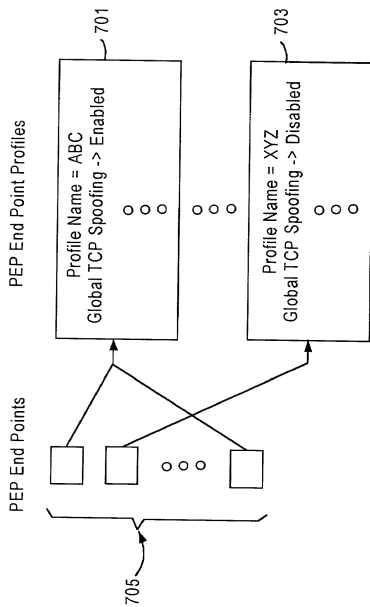 PEP End Points
PEP End Point Profiles
701
Profile Name = ABC
Global TCP Spoofing -> Enabled
703
Profile Name = XYZ
Global TCP Spoofing -> Disabled
705